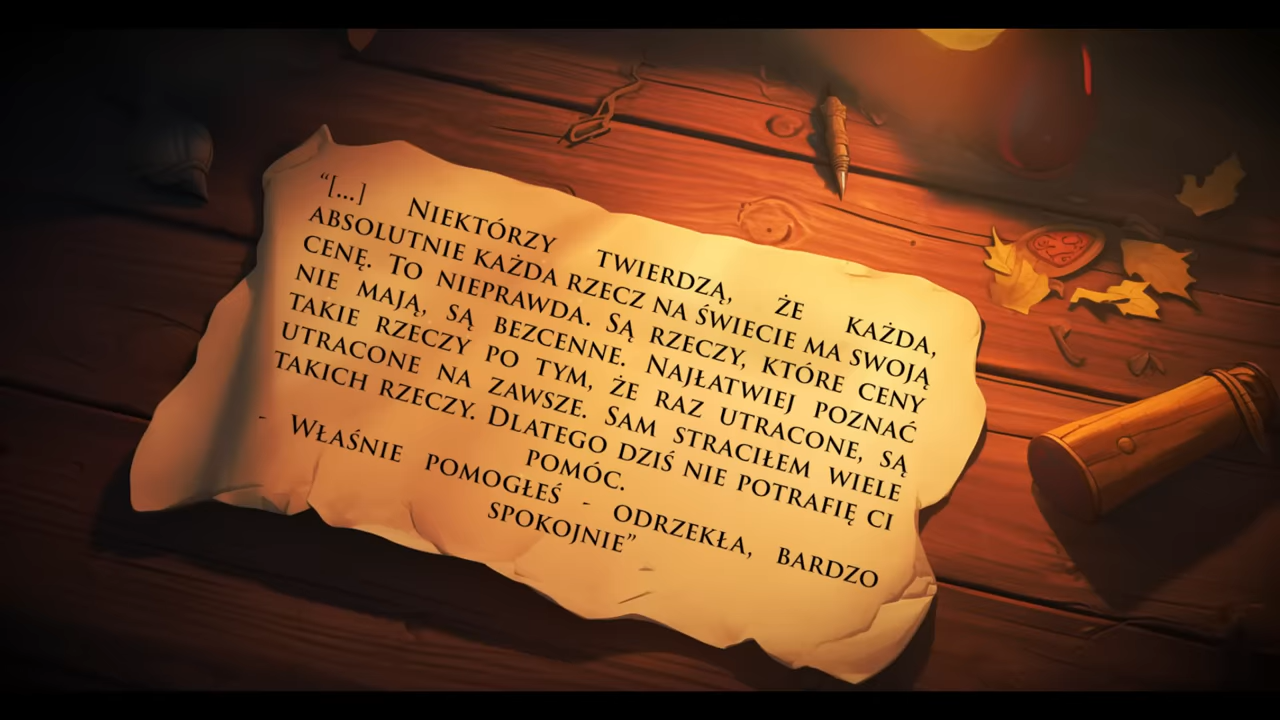 “[...] Niektórzy twierdzą, że każda,
absolutnie każda rzecz na świecie ma swoją
cenę. To nieprawda. Są rzeczy, które ceny
nie mają, są bezcenne. Najłatwiej poznać
takie rzeczy po tym, że raz utracone, są
utracone na zawsze. Sam straciłem wiele
takich rzeczy. Dlatego dziś nie potrafię ci
pomóc.
- Właśnie pomogłeś - odrzekła, bardzo
spokojnie”